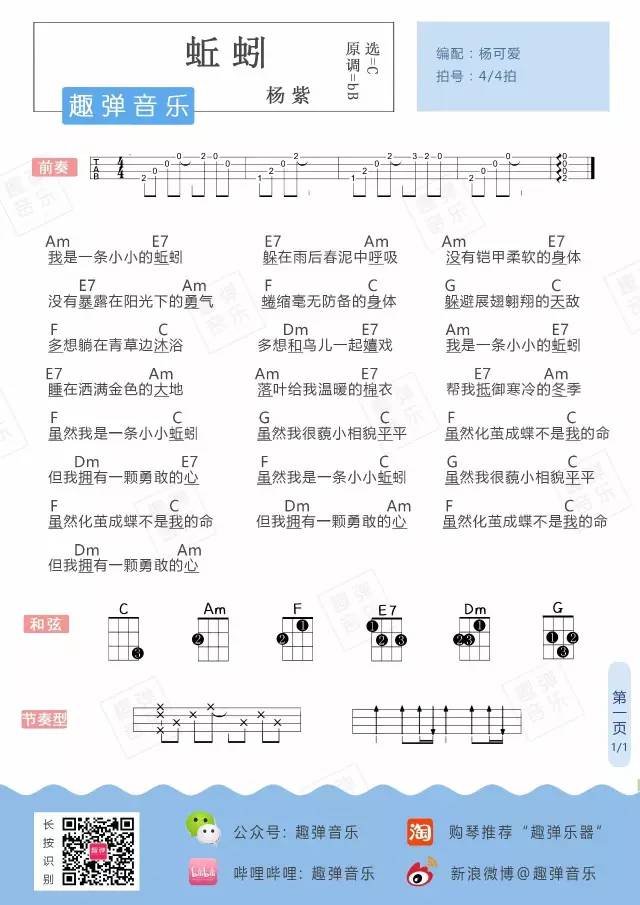 蚯蚓
原调=bB
选=C
杨紫
趣弹音乐
编配：杨可爱
拍号：4/4拍
前奏
T A B 4/4 2 0 0 0 2 0 0 1 2 0 2 1 2 0 2 3 2 0 2 0 0 0 1 0 0 0 2
Am E7 E7 Am Am E7
我是一条小小的蚯蚓 躲在雨后春泥中呼吸 没有铠甲柔软的身体
E7 Am F C G C
没有暴露在阳光下的勇气 蜷缩毫无防备的身体 躲避展翅翱翔的天敌
F C Dm E7 Am E7
多想躺在青草边沐浴 多想和鸟儿一起嬉戏 我是一条小小的蚯蚓
E7 Am Am E7 E7 Am
睡在洒满金色的大地 落叶给我温暖的棉衣 帮我抵御寒冷的冬季
F C G C F C
虽然我是一条小小蚯蚓 虽然我很藐小相貌平平 虽然化茧成蝶不是我的命
Dm E7 F C G C
但我拥有一颗勇敢的心 虽然我是一条小小蚯蚓 虽然我很藐小相貌平平
F C Dm Am F C
虽然化茧成蝶不是我的命 但我拥有一颗勇敢的心 虽然化茧成蝶不是我的命
Dm Am
但我拥有一颗勇敢的心
和弦
C Am F E7 Dm G
3 2 1 2 1 2 3 1 2 3 1 2 3
节奏型
第一页
1/1
长按识别
趣弹
公众号：趣弹音乐
淘
购琴推荐“趣弹乐器”
bilibili
哔哩哔哩：趣弹音乐
新浪微博@趣弹音乐